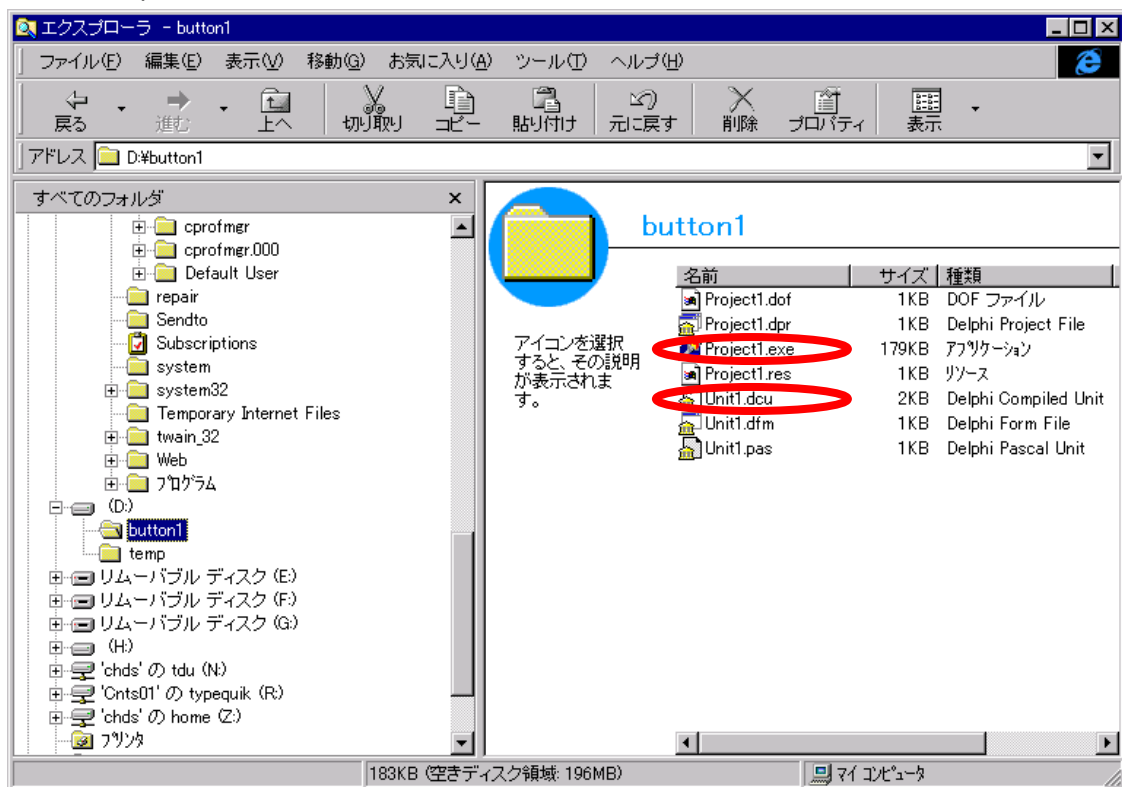 エクスプローラ - button1
ファイル(F) 編集(E) 表示(V) 移動(G) お気に入り(A) ツール(T) ヘルプ(H)
戻る 進む 上へ 切り取り コピー 貼り付け 元に戻す 削除 プロパティ 表示
アドレス D:¥button1
すべてのフォルダ ×
cprofmgr
cprofmgr.000
Default User
repair
Sendto
Subscriptions
system
system32
Temporary Internet Files
twain_32
Web
プログラム
(D:)
button1
temp
リムーバブル ディスク (E:)
リムーバブル ディスク (F:)
リムーバブル ディスク (G:)
(H:)
'chds' の tdu (N:)
'Cnts01' の typequik (R:)
'chds' の home (Z:)
プリンタ
button1
アイコンを選択
すると、その説明
が表示されま
す。
名前 サイズ 種類
Project1.dof 1KB DOF ファイル
Project1.dpr 1KB Delphi Project File
Project1.exe 179KB アプリケーション
Project1.res 1KB リソース
Unit1.dcu 2KB Delphi Compiled Unit
Unit1.dfm 1KB Delphi Form File
Unit1.pas 1KB Delphi Pascal Unit
183KB (空きディスク領域: 196MB) マイ コンピュータ